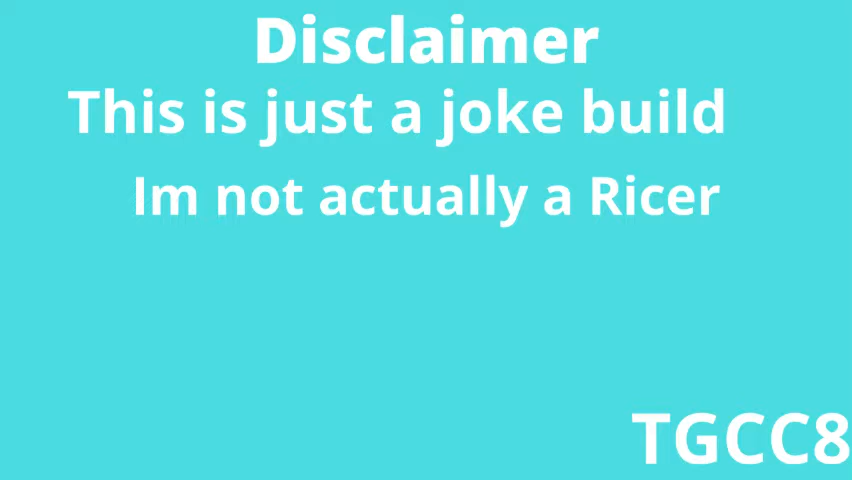 Disclaimer
This is just a joke build
Im not actually a Ricer
TGCC8